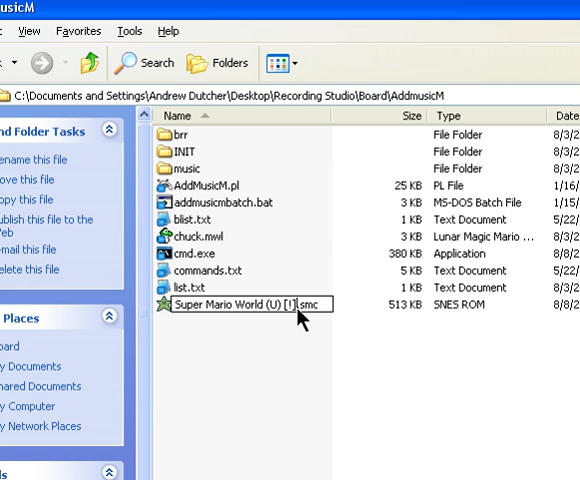 usicM
View Favorites Tools Help
Search Folders
C:\Documents and Settings\Andrew Dutcher\Desktop\Recording Studio\Board\AddmusicM
Name Size Type Date
brr File Folder 8/3/2
INIT File Folder 8/3/2
music File Folder 8/3/2
AddMusicM.pl 25 KB PL File 1/16/
addmusicmbatch.bat 3 KB MS-DOS Batch File 1/15/
blist.txt 1 KB Text Document 5/22/
chuck.mwl 3 KB Lunar Magic Mario ... 8/3/2
cmd.exe 380 KB Application 8/8/2
commands.txt 5 KB Text Document 5/22/
list.txt 1 KB Text Document 8/3/2
Super Mario World (U) [!].smc 513 KB SNES ROM 8/8/2
nd Folder Tasks
ename this file
ove this file
opy this file
ublish this file to the
Veb
-mail this file
elete this file
Places
oard
y Documents
hared Documents
y Computer
y Network Places
ls